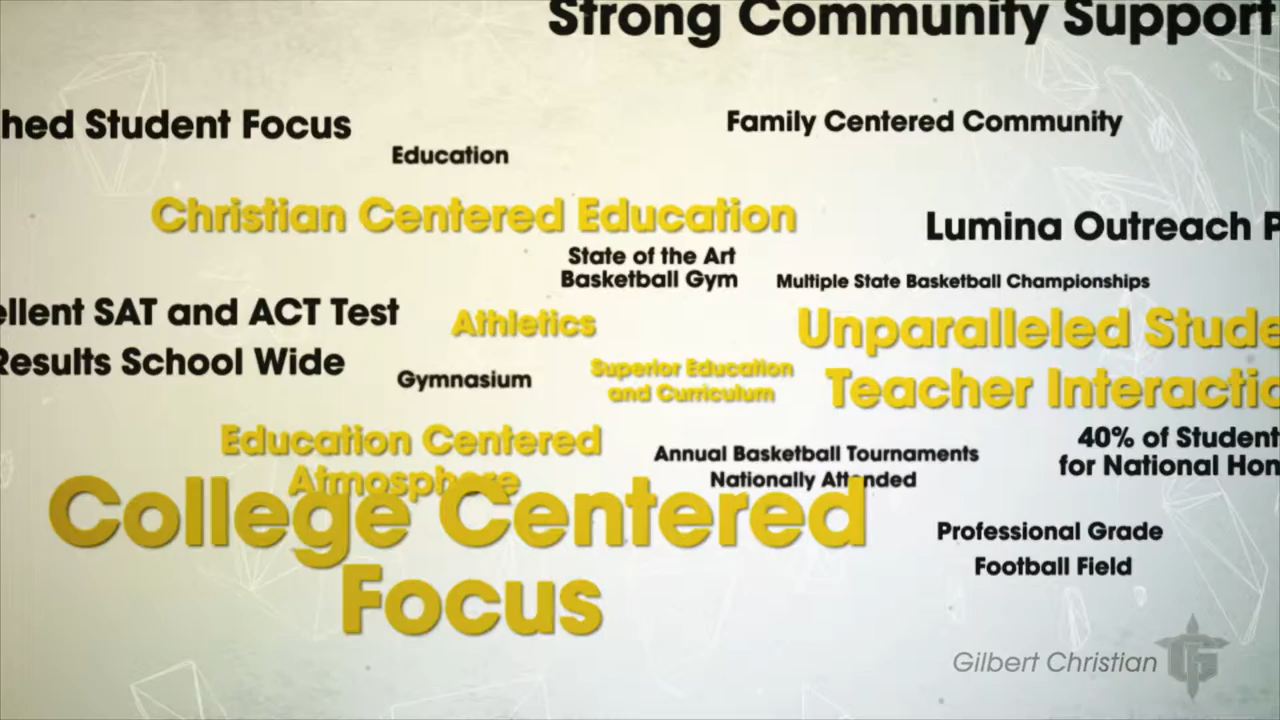 Strong Community Support
hed Student Focus
Family Centered Community
Education
Christian Centered Education
Lumina Outreach P
State of the Art
Basketball Gym
Multiple State Basketball Championships
ellent SAT and ACT Test
Results School Wide
Athletics
Unparalleled Stude
Teacher Interactio
Gymnasium
Superior Education
and Curriculum
Education Centered
Atmosphere
Annual Basketball Tournaments
Nationally Attended
40% of Student
for National Hon
College Centered
Focus
Professional Grade
Football Field
Gilbert Christian
G